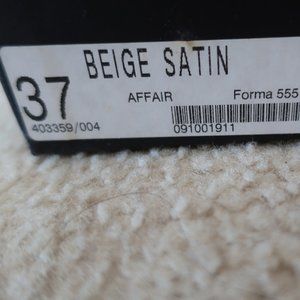 BEIGE SATIN
37
AFFAIR Forma 555
403359/004
091001911